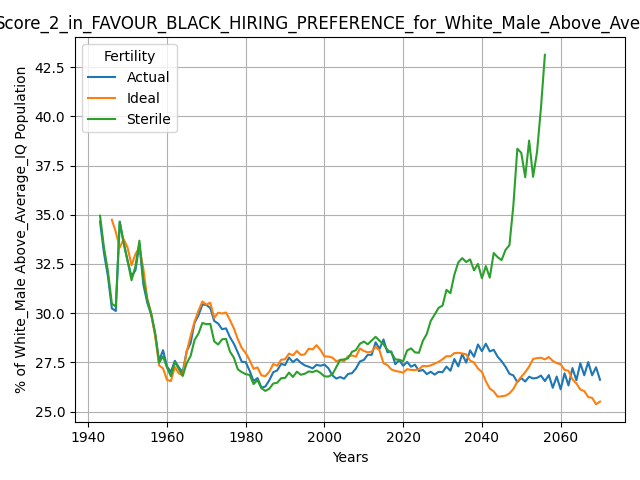 Score_2_in_FAVOUR_BLACK_HIRING_PREFERENCE_for_White_Male_Above_Ave
Fertility
Actual
Ideal
Sterile
% of White_Male Above_Average_IQ Population
42.5
40.0
37.5
35.0
32.5
30.0
27.5
25.0
1940
1960
1980
2000
2020
2040
2060
Years